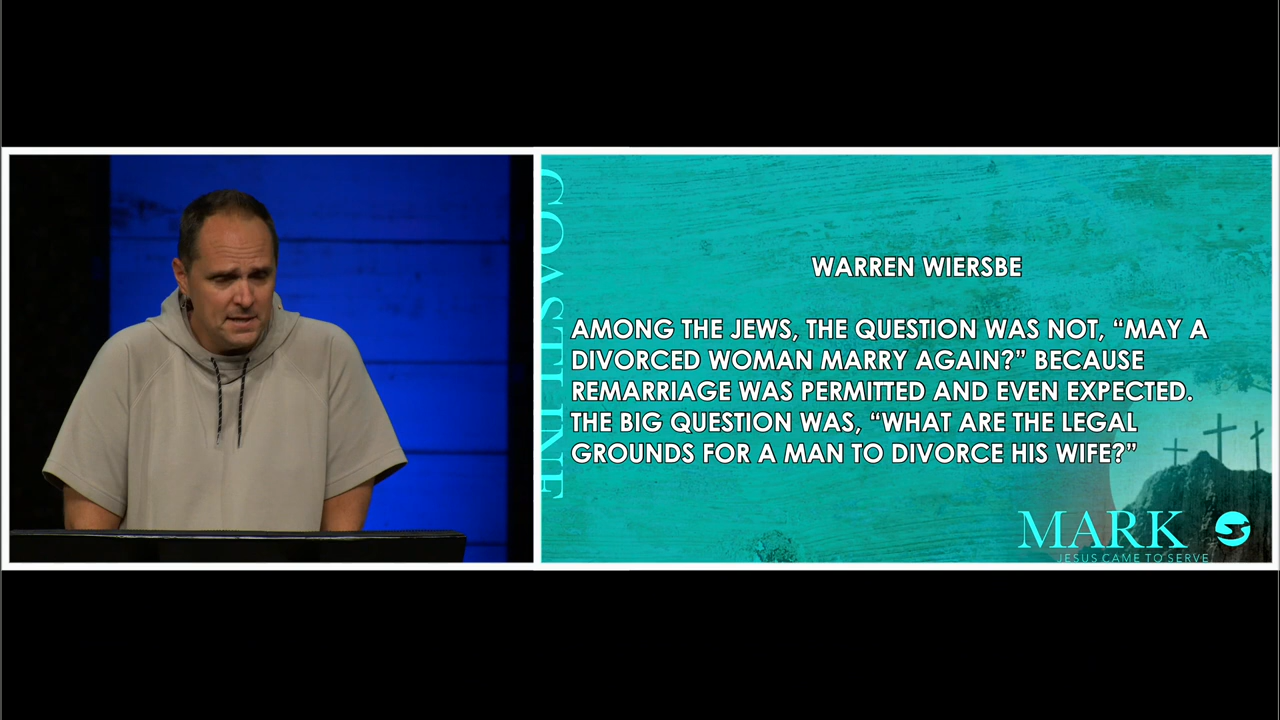 COASTLINE
WARREN WIERSBE
AMONG THE JEWS, THE QUESTION WAS NOT, “MAY A
DIVORCED WOMAN MARRY AGAIN?” BECAUSE
REMARRIAGE WAS PERMITTED AND EVEN EXPECTED.
THE BIG QUESTION WAS, “WHAT ARE THE LEGAL
GROUNDS FOR A MAN TO DIVORCE HIS WIFE?”
MARK
JESUS CAME TO SERVE